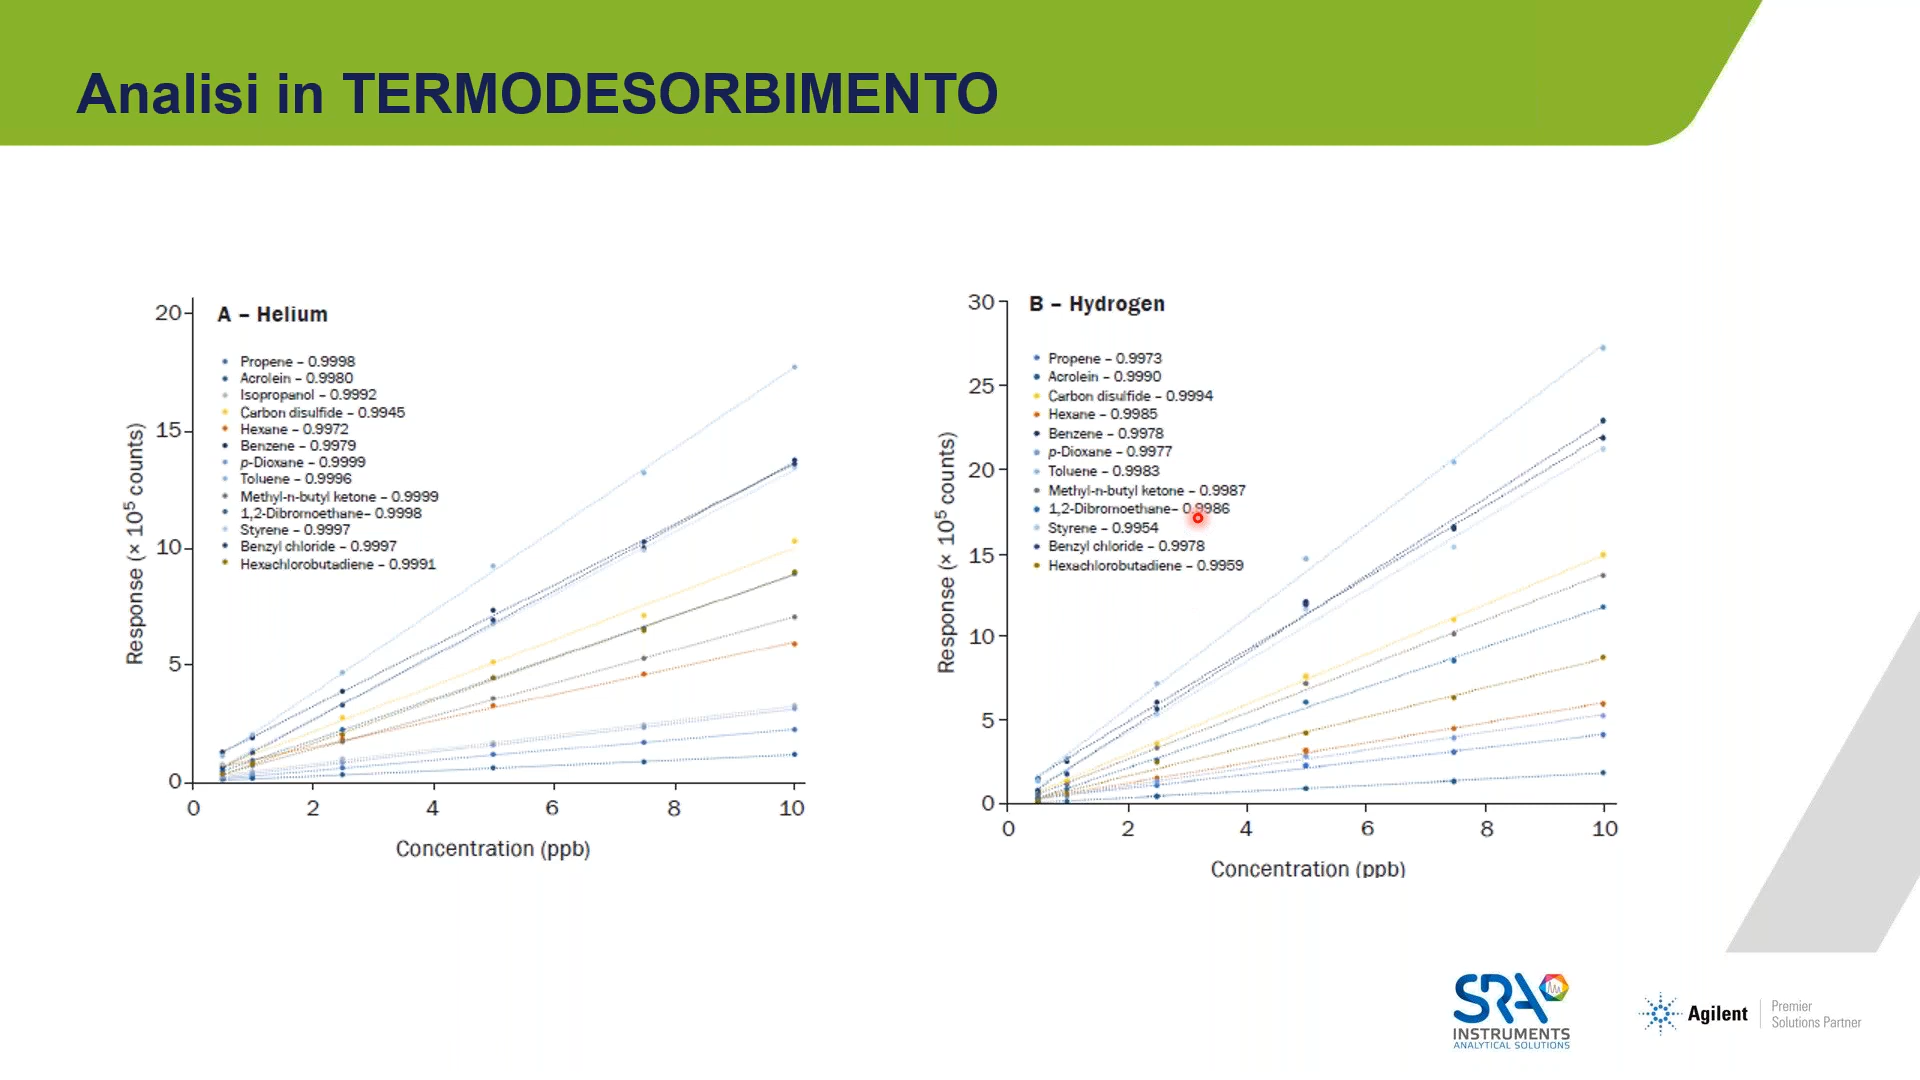 Analisi in TERMODESORBIMENTO
A – Helium
Propene – 0.9998
Acrolein – 0.9980
Isopropanol – 0.9992
Carbon disulfide – 0.9945
Hexane – 0.9972
Benzene – 0.9979
p-Dioxane – 0.9999
Toluene – 0.9996
Methyl-n-butyl ketone – 0.9999
1,2-Dibromoethane– 0.9998
Styrene – 0.9997
Benzyl chloride – 0.9997
Hexachlorobutadiene – 0.9991
Response (× 10⁵ counts)
20
15
10
5
0
0 2 4 6 8 10
Concentration (ppb)
B – Hydrogen
Propene – 0.9973
Acrolein – 0.9990
Carbon disulfide – 0.9994
Hexane – 0.9985
Benzene – 0.9978
p-Dioxane – 0.9977
Toluene – 0.9983
Methyl-n-butyl ketone – 0.9987
1,2-Dibromoethane– 0.9986
Styrene – 0.9954
Benzyl chloride – 0.9978
Hexachlorobutadiene – 0.9959
Response (× 10⁵ counts)
30
25
20
15
10
5
0
0 2 4 6 8 10
Concentration (ppb)
SRA
INSTRUMENTS
ANALYTICAL SOLUTIONS
Agilent
Premier
Solutions Partner